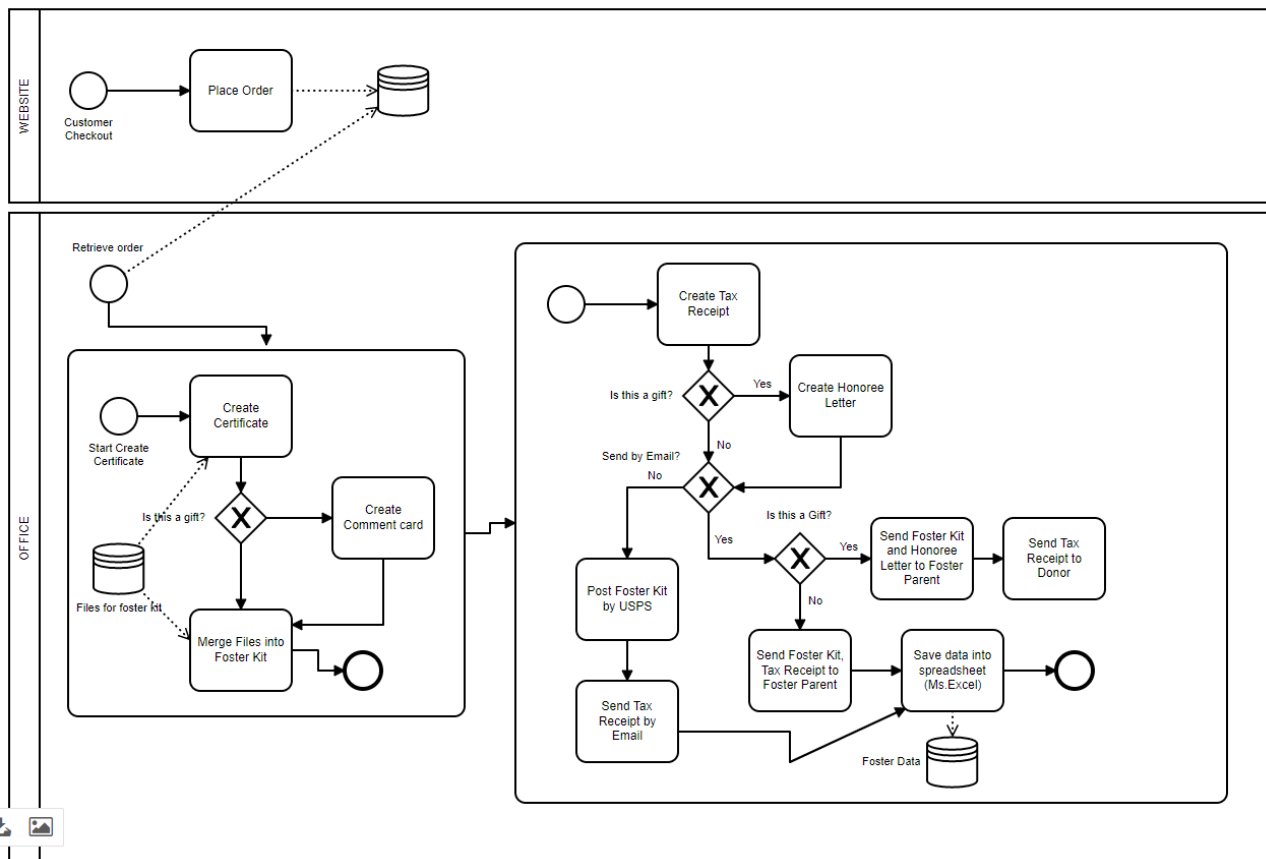 WEBSITE
Customer
Checkout
Place Order
OFFICE
Retrieve order
Start Create
Certificate
Create
Certificate
Is this a gift?
Create
Comment card
Files for foster kit
Merge Files into
Foster Kit
Create Tax
Receipt
Is this a gift?
Yes
Create Honoree
Letter
No
Send by Email?
No
Yes
Is this a Gift?
Yes
Send Foster Kit
and Honoree
Letter to Foster
Parent
Send Tax
Receipt to
Donor
No
Post Foster Kit
by USPS
Send Foster Kit,
Tax Receipt to
Foster Parent
Save data into
spreadsheet
(Ms.Excel)
Send Tax
Receipt by
Email
Foster Data